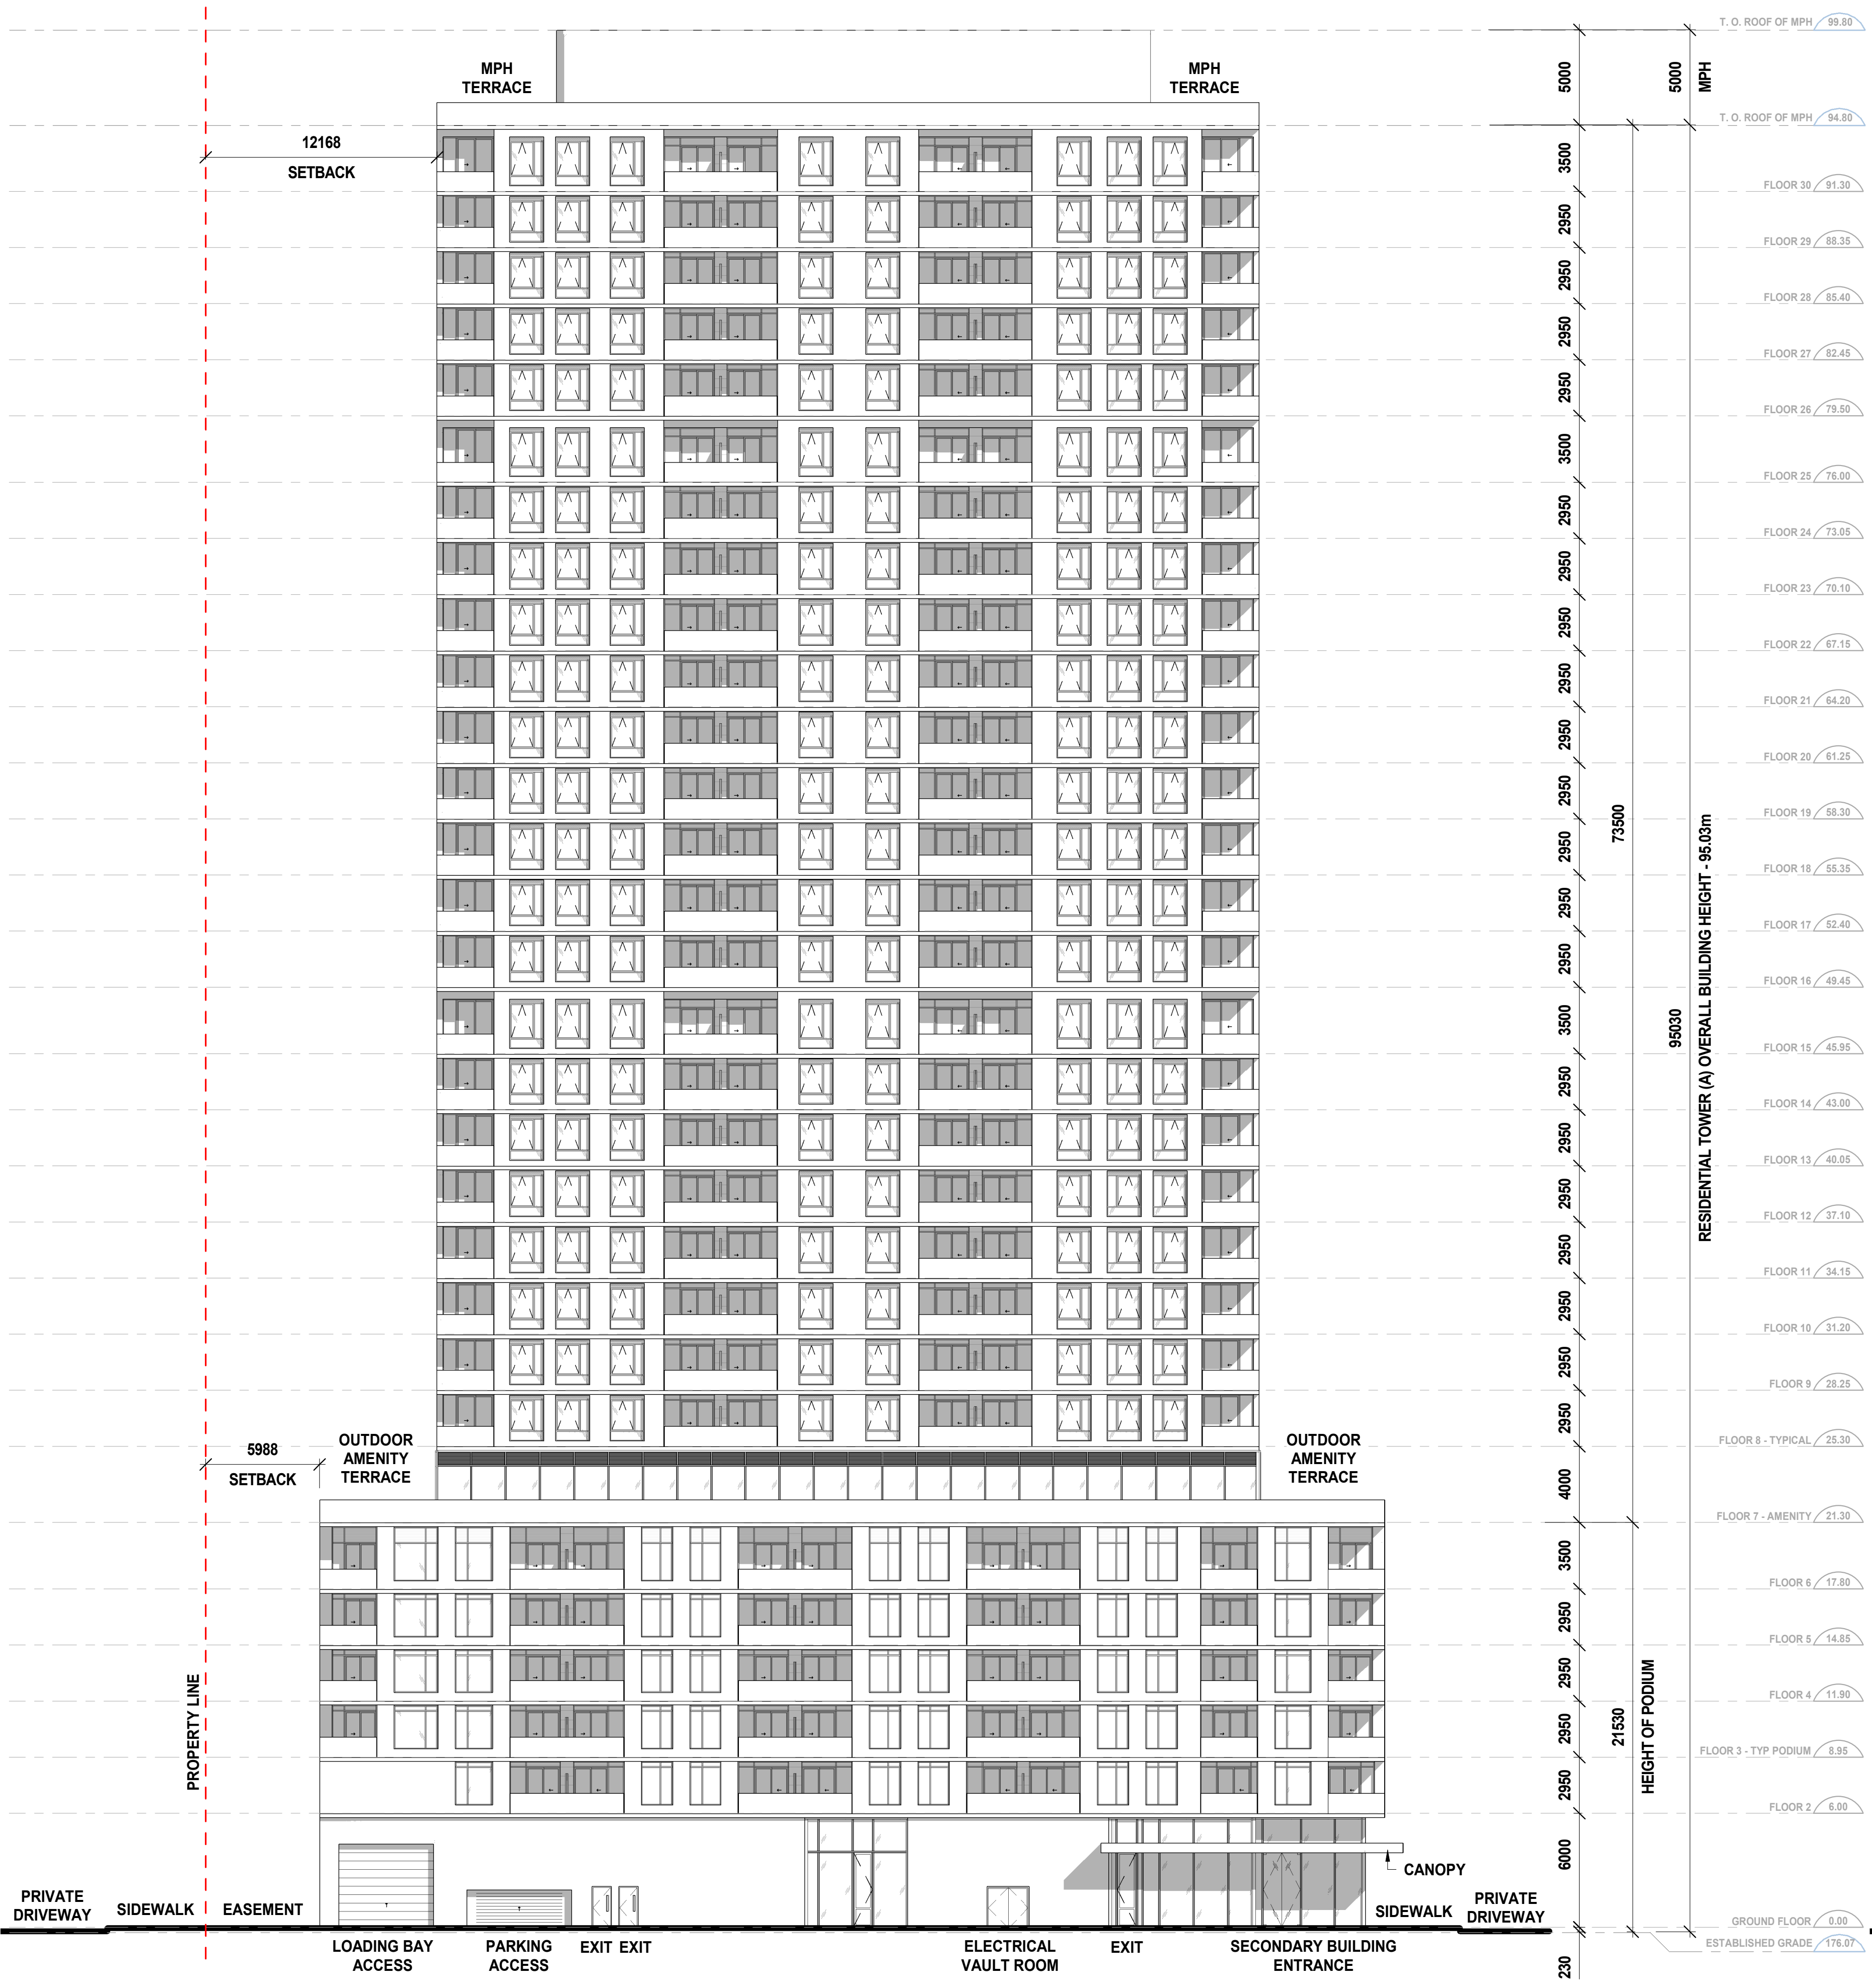 T. O. ROOF OF MPH 99.80
MPH
TERRACE
MPH
TERRACE
5000
5000
MPH
T. O. ROOF OF MPH 94.80
12168
SETBACK
3500
FLOOR 30 91.30
2950
FLOOR 29 88.35
2950
FLOOR 28 85.40
2950
FLOOR 27 82.45
2950
FLOOR 26 79.50
3500
FLOOR 25 76.00
2950
FLOOR 24 73.05
2950
FLOOR 23 70.10
2950
FLOOR 22 67.15
2950
FLOOR 21 64.20
2950
FLOOR 20 61.25
2950
FLOOR 19 58.30
2950
FLOOR 18 55.35
2950
FLOOR 17 52.40
2950
FLOOR 16 49.45
3500
FLOOR 15 45.95
2950
FLOOR 14 43.00
2950
FLOOR 13 40.05
2950
FLOOR 12 37.10
2950
FLOOR 11 34.15
2950
FLOOR 10 31.20
2950
FLOOR 9 28.25
2950
FLOOR 8 - TYPICAL 25.30
73500
95030
RESIDENTIAL TOWER (A) OVERALL BUILDING HEIGHT - 95.03m
5988
SETBACK
OUTDOOR
AMENITY
TERRACE
OUTDOOR
AMENITY
TERRACE
4000
FLOOR 7 - AMENITY 21.30
3500
FLOOR 6 17.80
2950
FLOOR 5 14.85
2950
FLOOR 4 11.90
2950
FLOOR 3 - TYP PODIUM 8.95
2950
FLOOR 2 6.00
21530
HEIGHT OF PODIUM
PROPERTY LINE
6000
CANOPY
PRIVATE
DRIVEWAY
SIDEWALK
EASEMENT
SIDEWALK
PRIVATE
DRIVEWAY
GROUND FLOOR 0.00
ESTABLISHED GRADE 176.07
LOADING BAY
ACCESS
PARKING
ACCESS
EXIT EXIT
ELECTRICAL
VAULT ROOM
EXIT
SECONDARY BUILDING
ENTRANCE
230